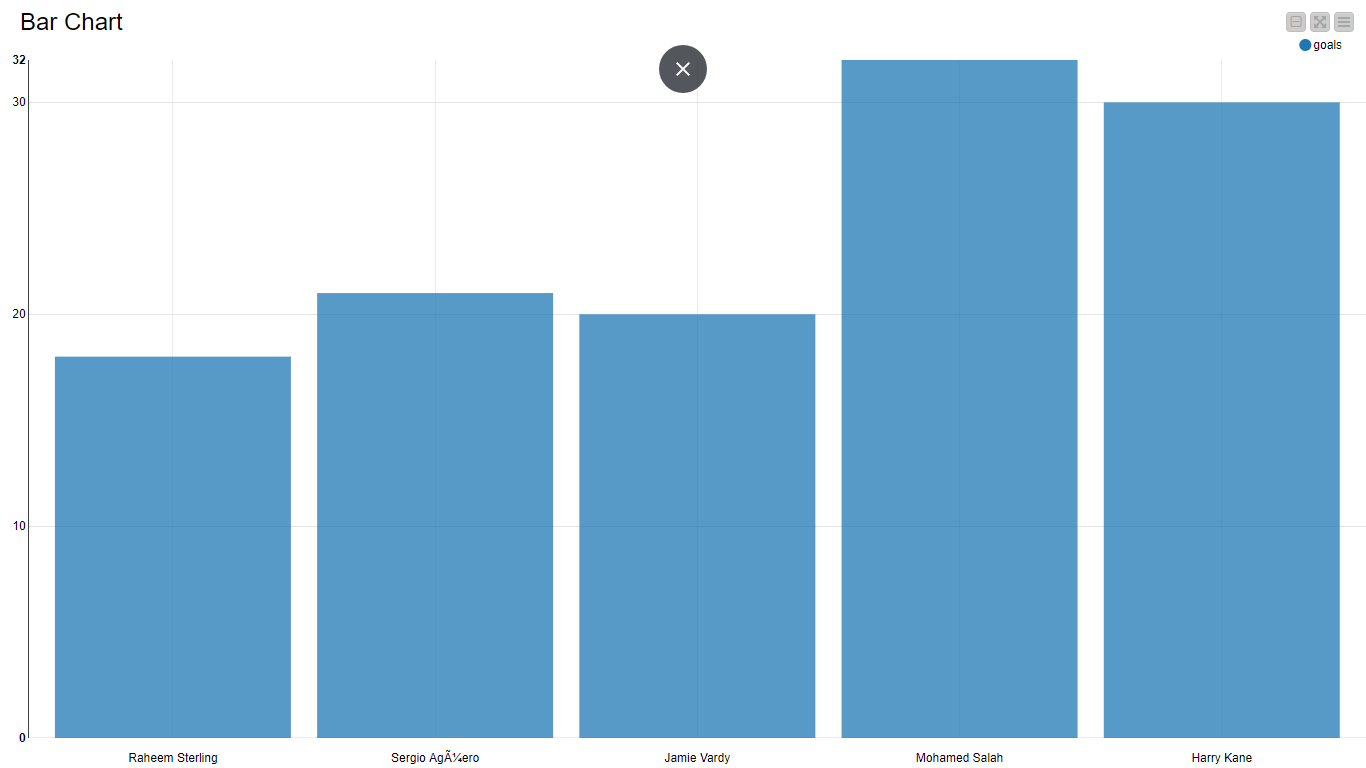 Bar Chart
goals
32
30
20
10
0
Raheem Sterling
Sergio AgÃ¼ero
Jamie Vardy
Mohamed Salah
Harry Kane